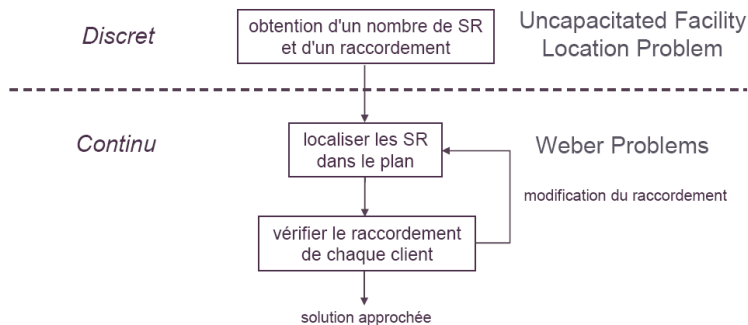 Discret
obtention d'un nombre de SR
et d'un raccordement
Uncapacitated Facility
Location Problem
Continu
localiser les SR
dans le plan
Weber Problems
modification du raccordement
vérifier le raccordement
de chaque client
solution approchée